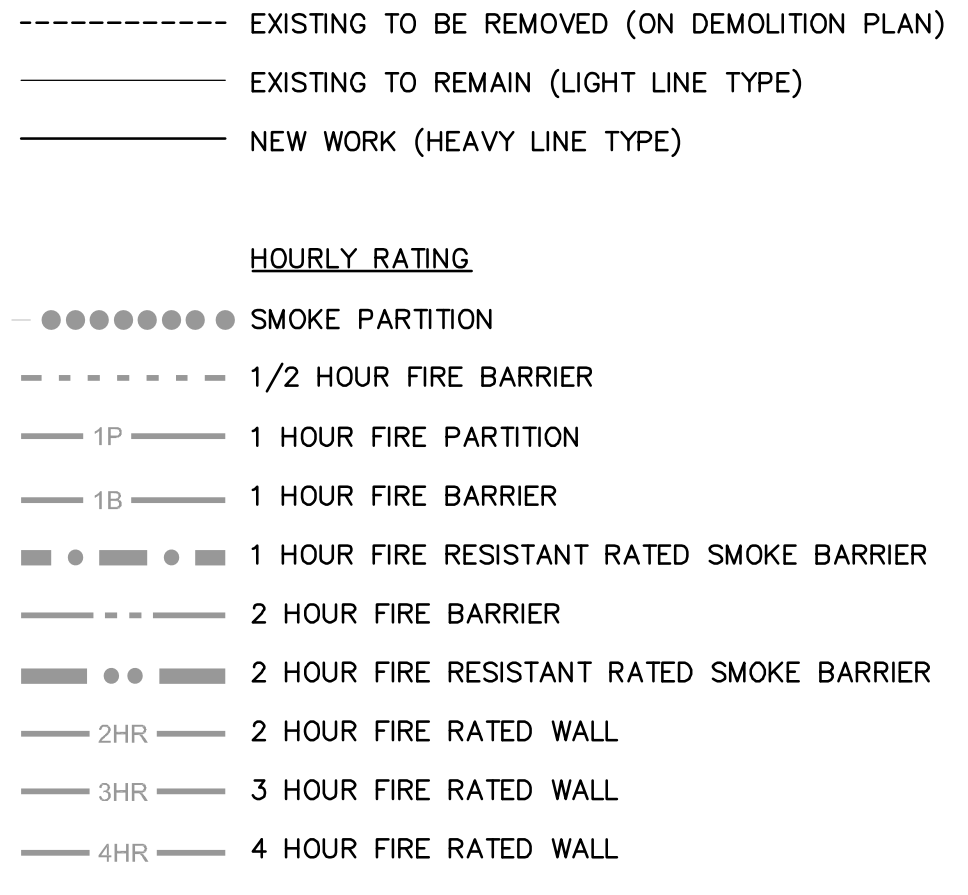 EXISTING TO BE REMOVED (ON DEMOLITION PLAN)
EXISTING TO REMAIN (LIGHT LINE TYPE)
NEW WORK (HEAVY LINE TYPE)
HOURLY RATING
SMOKE PARTITION
1/2 HOUR FIRE BARRIER
1P 1 HOUR FIRE PARTITION
1B 1 HOUR FIRE BARRIER
1 HOUR FIRE RESISTANT RATED SMOKE BARRIER
2 HOUR FIRE BARRIER
2 HOUR FIRE RESISTANT RATED SMOKE BARRIER
2HR 2 HOUR FIRE RATED WALL
3HR 3 HOUR FIRE RATED WALL
4HR 4 HOUR FIRE RATED WALL